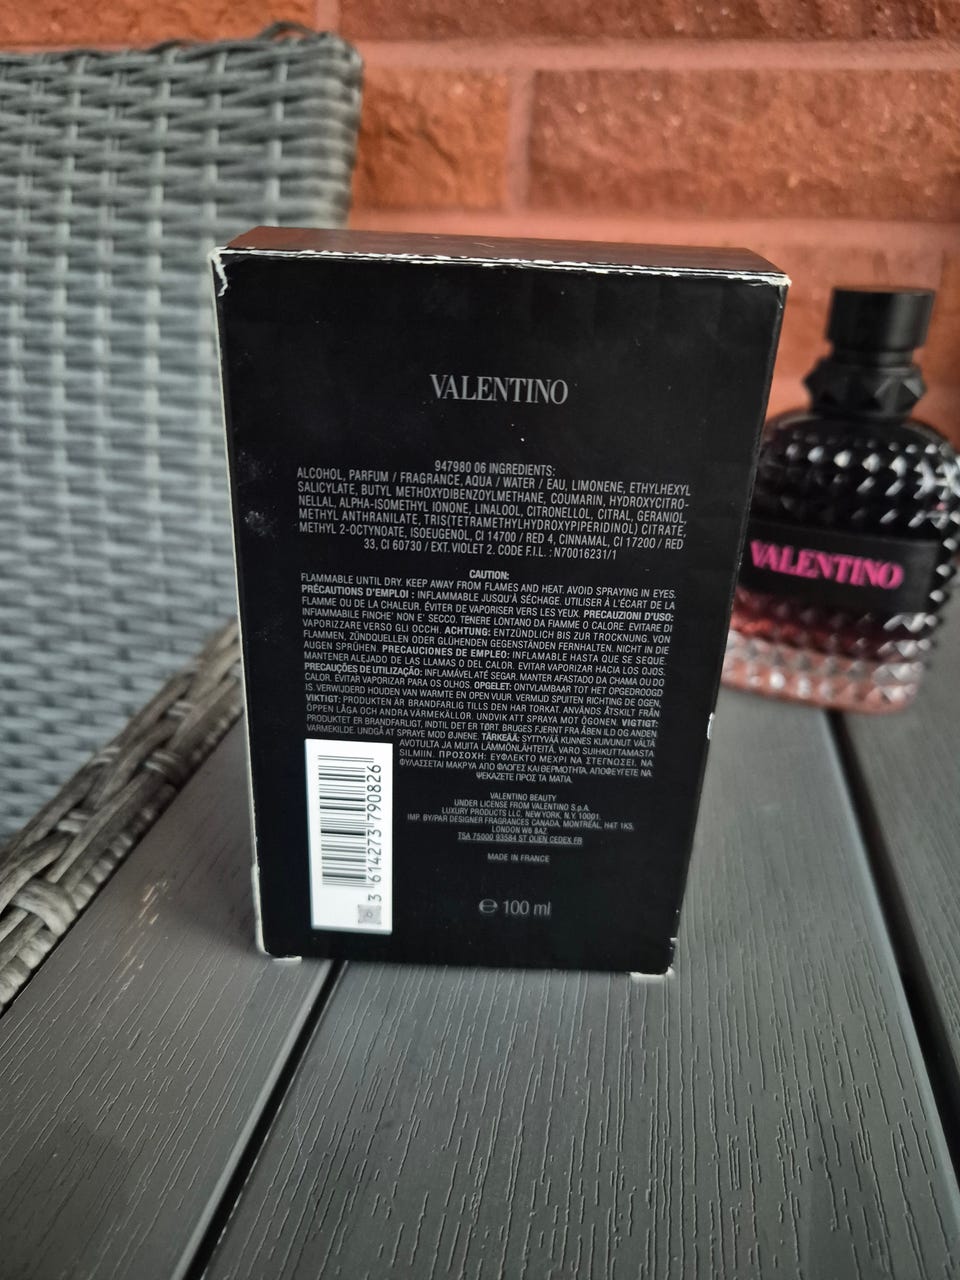 VALENTINO
947980 06 INGREDIENTS:
ALCOHOL, PARFUM / FRAGRANCE, AQUA / WATER / EAU, LIMONENE, ETHYLHEXYL
SALICYLATE, BUTYL METHOXYDIBENZOYLMETHANE, COUMARIN, HYDROXYCITRO-
NELLAL, ALPHA-ISOMETHYL IONONE, LINALOOL, CITRONELLOL, CITRAL, GERANIOL,
METHYL ANTHRANILATE, TRIS(TETRAMETHYLHYDROXYPIPERIDINOL) CITRATE,
METHYL 2-OCTYNOATE, ISOEUGENOL, CI 14700 / RED 4, CINNAMAL, CI 17200 / RED
33, CI 60730 / EXT. VIOLET 2. CODE F.I.L. : N70016231/1
CAUTION:
FLAMMABLE UNTIL DRY. KEEP AWAY FROM FLAMES AND HEAT. AVOID SPRAYING IN EYES.
PRÉCAUTIONS D'EMPLOI : INFLAMMABLE JUSQU'À SÉCHAGE. UTILISER À L'ÉCART DE LA
FLAMME OU DE LA CHALEUR. ÉVITER DE VAPORISER VERS LES YEUX. PRECAUZIONI D'USO:
INFIAMMABILE FINCHE' NON E' SECCO. TENERE LONTANO DA FIAMME O CALORE. EVITARE DI
VAPORIZZARE VERSO GLI OCCHI. ACHTUNG: ENTZÜNDLICH BIS ZUR TROCKNUNG. VON
FLAMMEN, ZÜNDQUELLEN ODER GLÜHENDEN GEGENSTÄNDEN FERNHALTEN. NICHT IN DIE
AUGEN SPRÜHEN. PRECAUCIONES DE EMPLEO: INFLAMABLE HASTA QUE SE SEQUE.
MANTENER ALEJADO DE LAS LLAMAS O DEL CALOR. EVITAR VAPORIZAR HACIA LOS OJOS.
PRECAUÇÕES DE UTILIZAÇÃO: INFLAMÁVEL ATÉ SEGAR. MANTER AFASTADO DA CHAMA OU DO
CALOR. EVITAR VAPORIZAR PARA OS OLHOS. OPGELET: ONTVLAMBAAR TOT HET OPGEDROOGD
IS. VERWIJDERD HOUDEN VAN WARMTE EN OPEN VUUR. VERMIJD SPUITEN RICHTING DE OGEN.
VIKTIGT: PRODUKTEN ÄR BRANDFARLIG TILLS DEN HAR TORKAT. ANVÄNDS ÅTSKILT FRÅN
ÖPPEN LÅGA OCH ANDRA VÄRMEKÄLLOR. UNDVIK ATT SPRAYA MOT ÖGONEN. VIGTIGT:
PRODUKTET ER BRANDFARLIGT, INDTIL DET ER TØRT. BRUGES FJERNT FRA ÅBEN ILD OG ANDEN
VARMEKILDE. UNDGÅ AT SPRAYE MOD ØJNENE. TÄRKEÄÄ: SYTTYVÄÄ KUNNES KUIVUNUT. VÄLTÄ
AVOTULTA JA MUITA LÄMMÖNLÄHTEITÄ. VARO SUIHKUTTAMASTA
SILMIIN. ΠΡΟΣΟΧΗ: ΕΥΦΛΕΚΤΟ ΜΕΧΡΙ ΝΑ ΣΤΕΓΝΩΣΕΙ. ΝΑ
ΦΥΛΑΣΣΕΤΑΙ ΜΑΚΡΥΑ ΑΠΟ ΦΛΟΓΕΣ ΚΑΙ ΘΕΡΜΟΤΗΤΑ. ΑΠΟΦΕΥΓΕΤΕ ΝΑ
ΨΕΚΑΖΕΤΕ ΠΡΟΣ ΤΑ ΜΑΤΙΑ.
VALENTINO BEAUTY
UNDER LICENSE FROM VALENTINO S.p.A.
LUXURY PRODUCTS LLC, NEW YORK, N.Y. 10001.
IMP. BY/PAR DESIGNER FRAGRANCES CANADA, MONTRÉAL, H4T 1K5.
LONDON W6 8AZ
TSA 75000 93584 ST OUEN CEDEX FR
MADE IN FRANCE
℮ 100 ml
3 614273 790826
VALENTINO